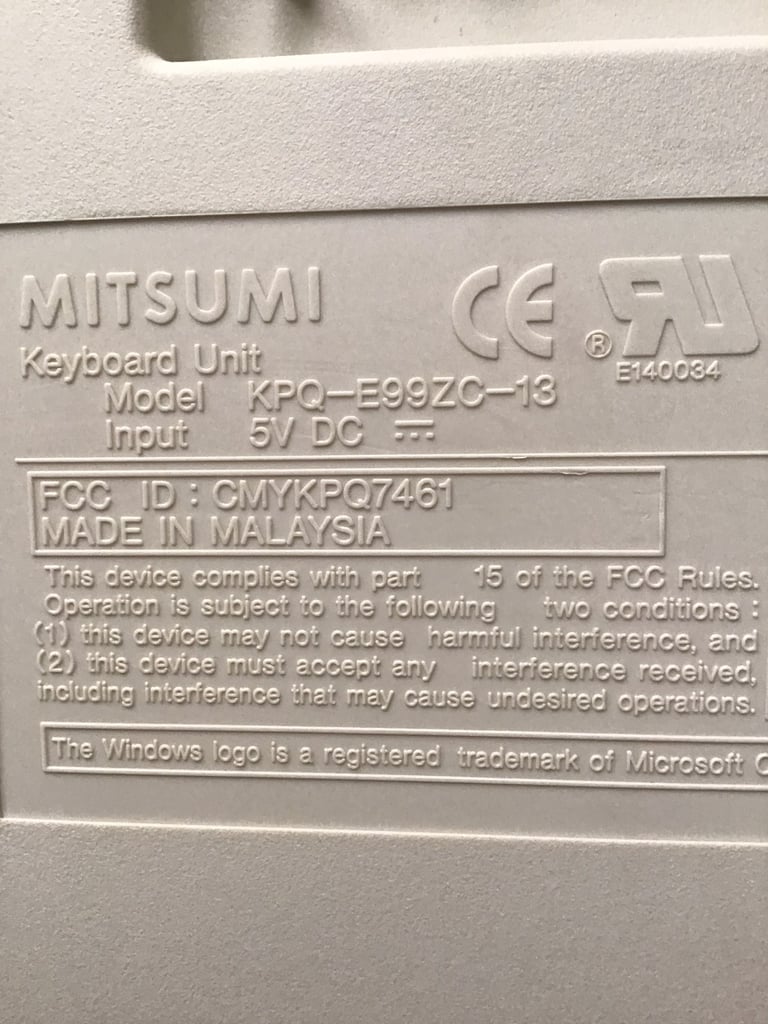 MITSUMI
CE
® RU
E140034
Keyboard Unit
Model KPQ-E99ZC-13
Input 5V DC ⎓
FCC ID : CMYKPQ7461
MADE IN MALAYSIA
This device complies with part 15 of the FCC Rules.
Operation is subject to the following two conditions :
(1) this device may not cause harmful interference, and
(2) this device must accept any interference received,
including interference that may cause undesired operations.
The Windows logo is a registered trademark of Microsoft C